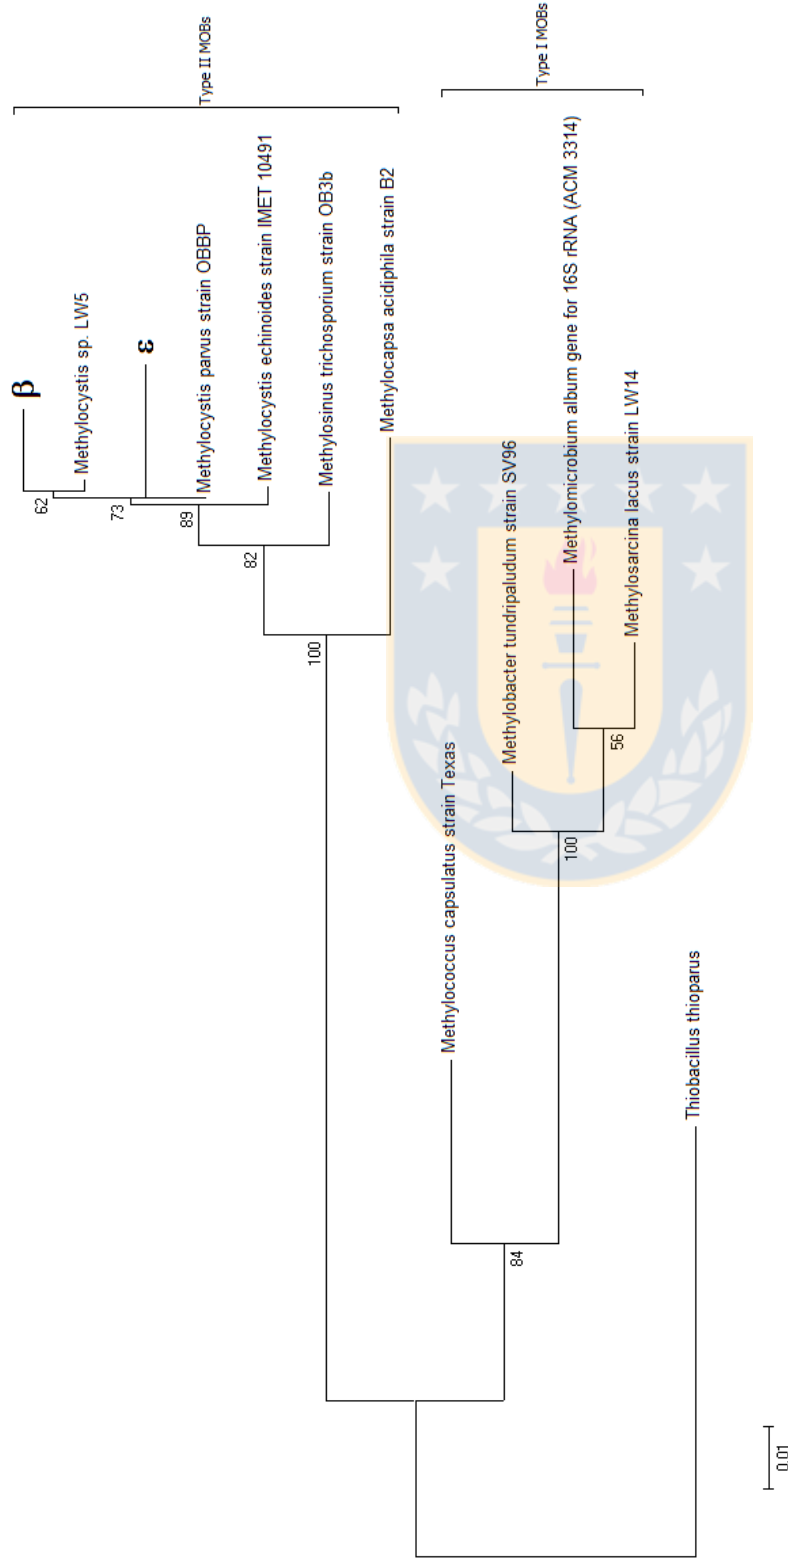 β
62
Methylocystis sp. LW5
73
ε
89
Methylocystis parvus strain OBBP
82
Methylocystis echinoides strain IMET 10491
100
Methylosinus trichosporium strain OB3b
Methylocapsa acidiphila strain B2
Type II MOBs
Methylococcus capsulatus strain Texas
84
Methylobacter tundripaludum strain SV96
100
Methylomicrobium album gene for 16S rRNA (ACM 3314)
56
Methylosarcina lacus strain LW14
Type I MOBs
Thiobacillus thioparus
0.01